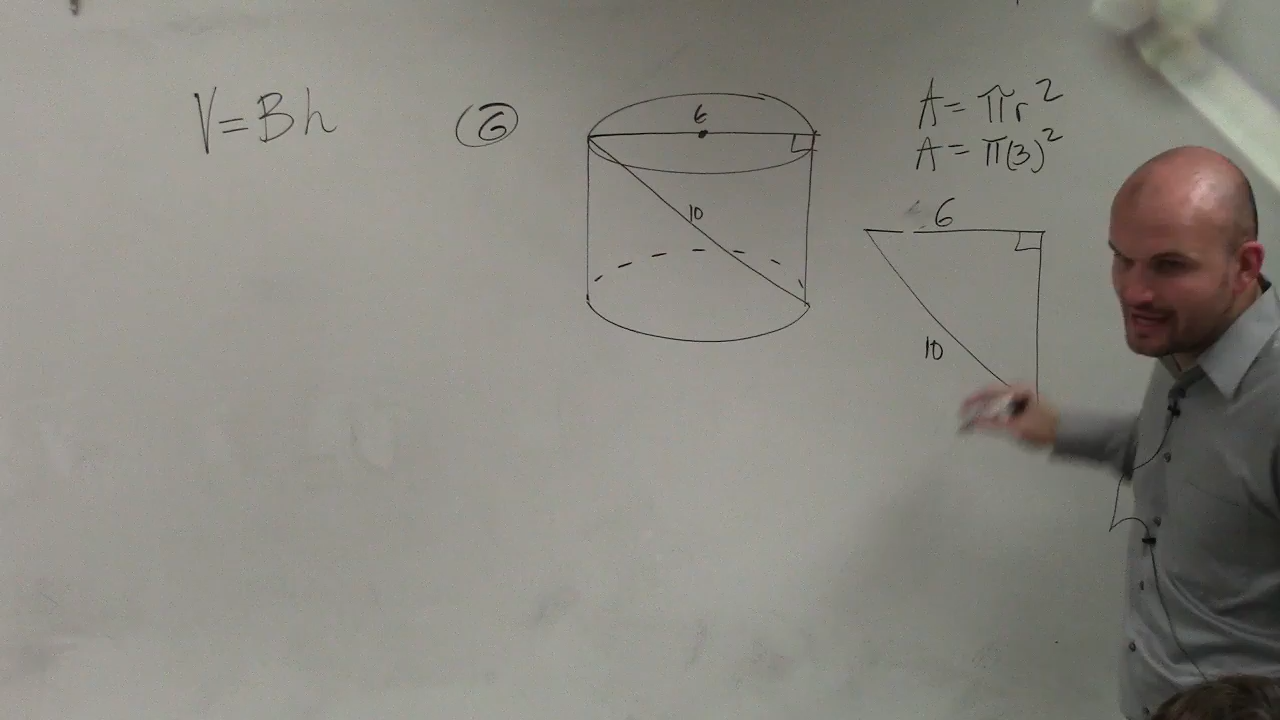 V = Bh
6
6
10
A = πr²
A = π(3)²
6
10